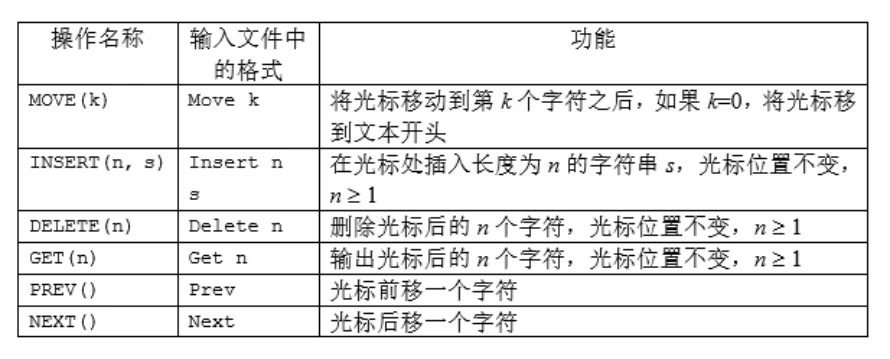 操作名称 输入文件中的格式 功能
MOVE(k) Move k 将光标移动到第 k 个字符之后，如果 k=0，将光标移
到文本开头
INSERT(n, s) Insert n 在光标处插入长度为 n 的字符串 s，光标位置不变，
s n ≥ 1
DELETE(n) Delete n 删除光标后的 n 个字符，光标位置不变，n ≥ 1
GET(n) Get n 输出光标后的 n 个字符，光标位置不变，n ≥ 1
PREV() Prev 光标前移一个字符
NEXT() Next 光标后移一个字符